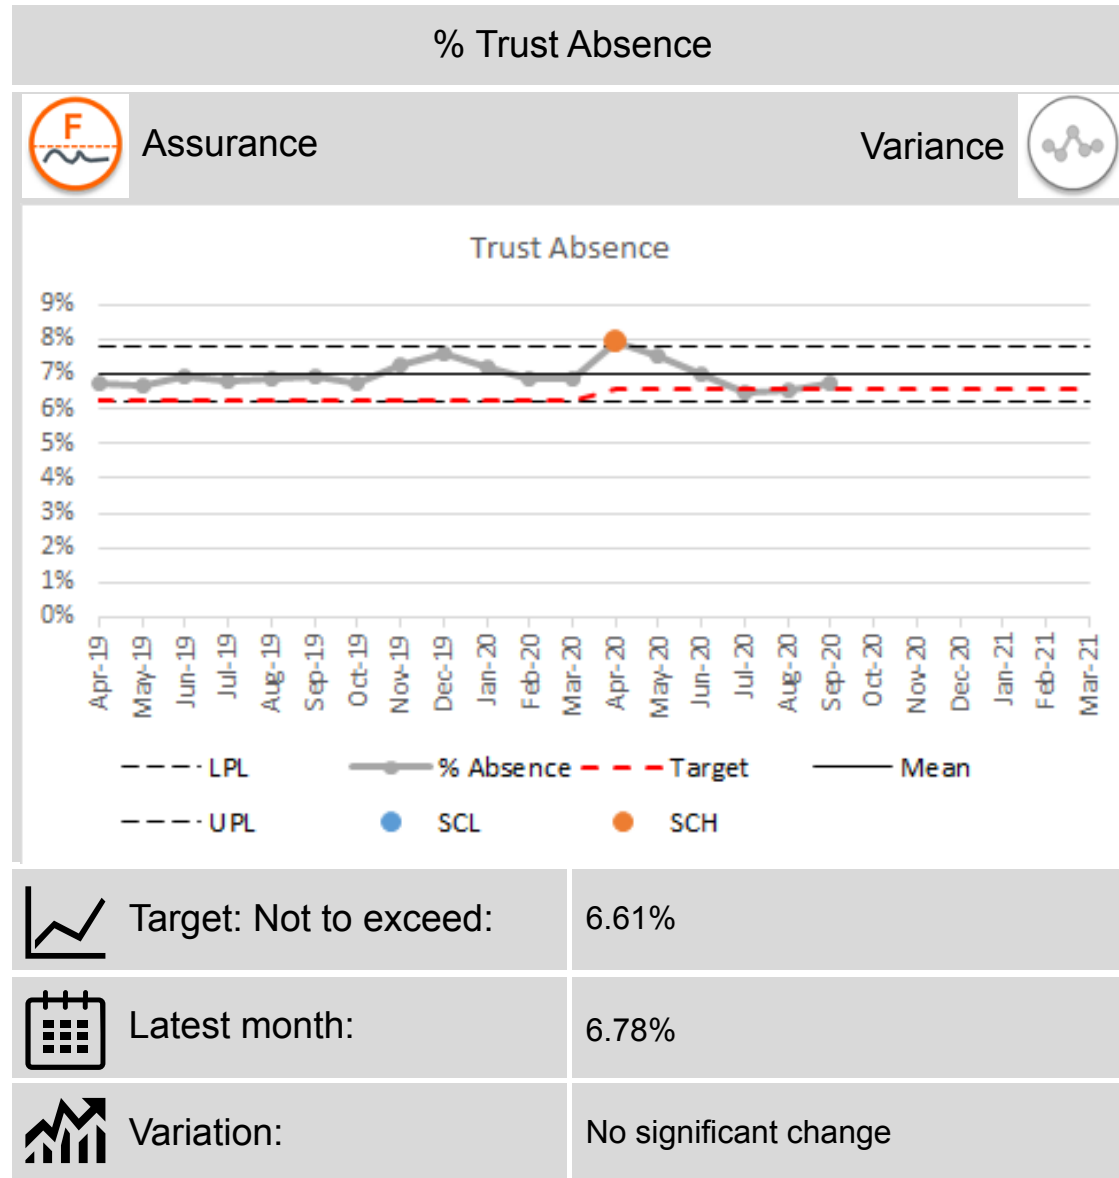 % Trust Absence
F
Assurance
Variance
Trust Absence
9%
8%
7%
6%
5%
4%
3%
2%
1%
0%
Apr-19
May-19
Jun-19
Jul-19
Aug-19
Sep-19
Oct-19
Nov-19
Dec-19
Jan-20
Feb-20
Mar-20
Apr-20
May-20
Jun-20
Jul-20
Aug-20
Sep-20
Oct-20
Nov-20
Dec-20
Jan-21
Feb-21
Mar-21
LPL % Absence Target Mean
UPL SCL SCH
Target: Not to exceed: 6.61%
Latest month: 6.78%
Variation: No significant change